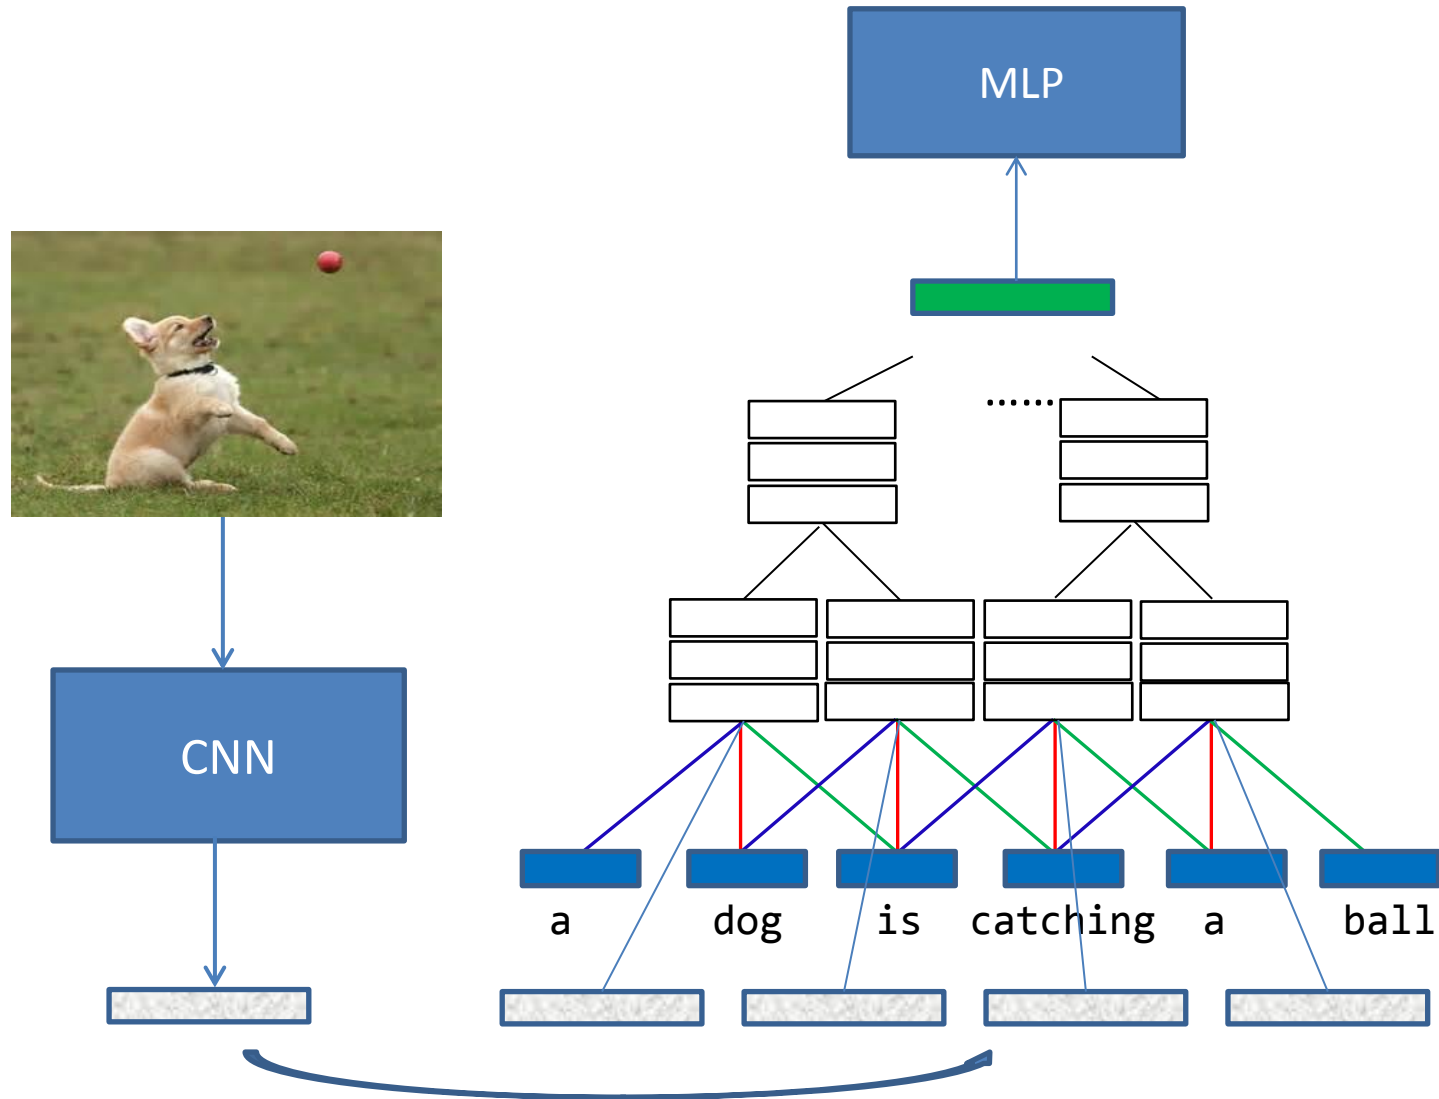 MLP
......
CNN
a dog is catching a ball